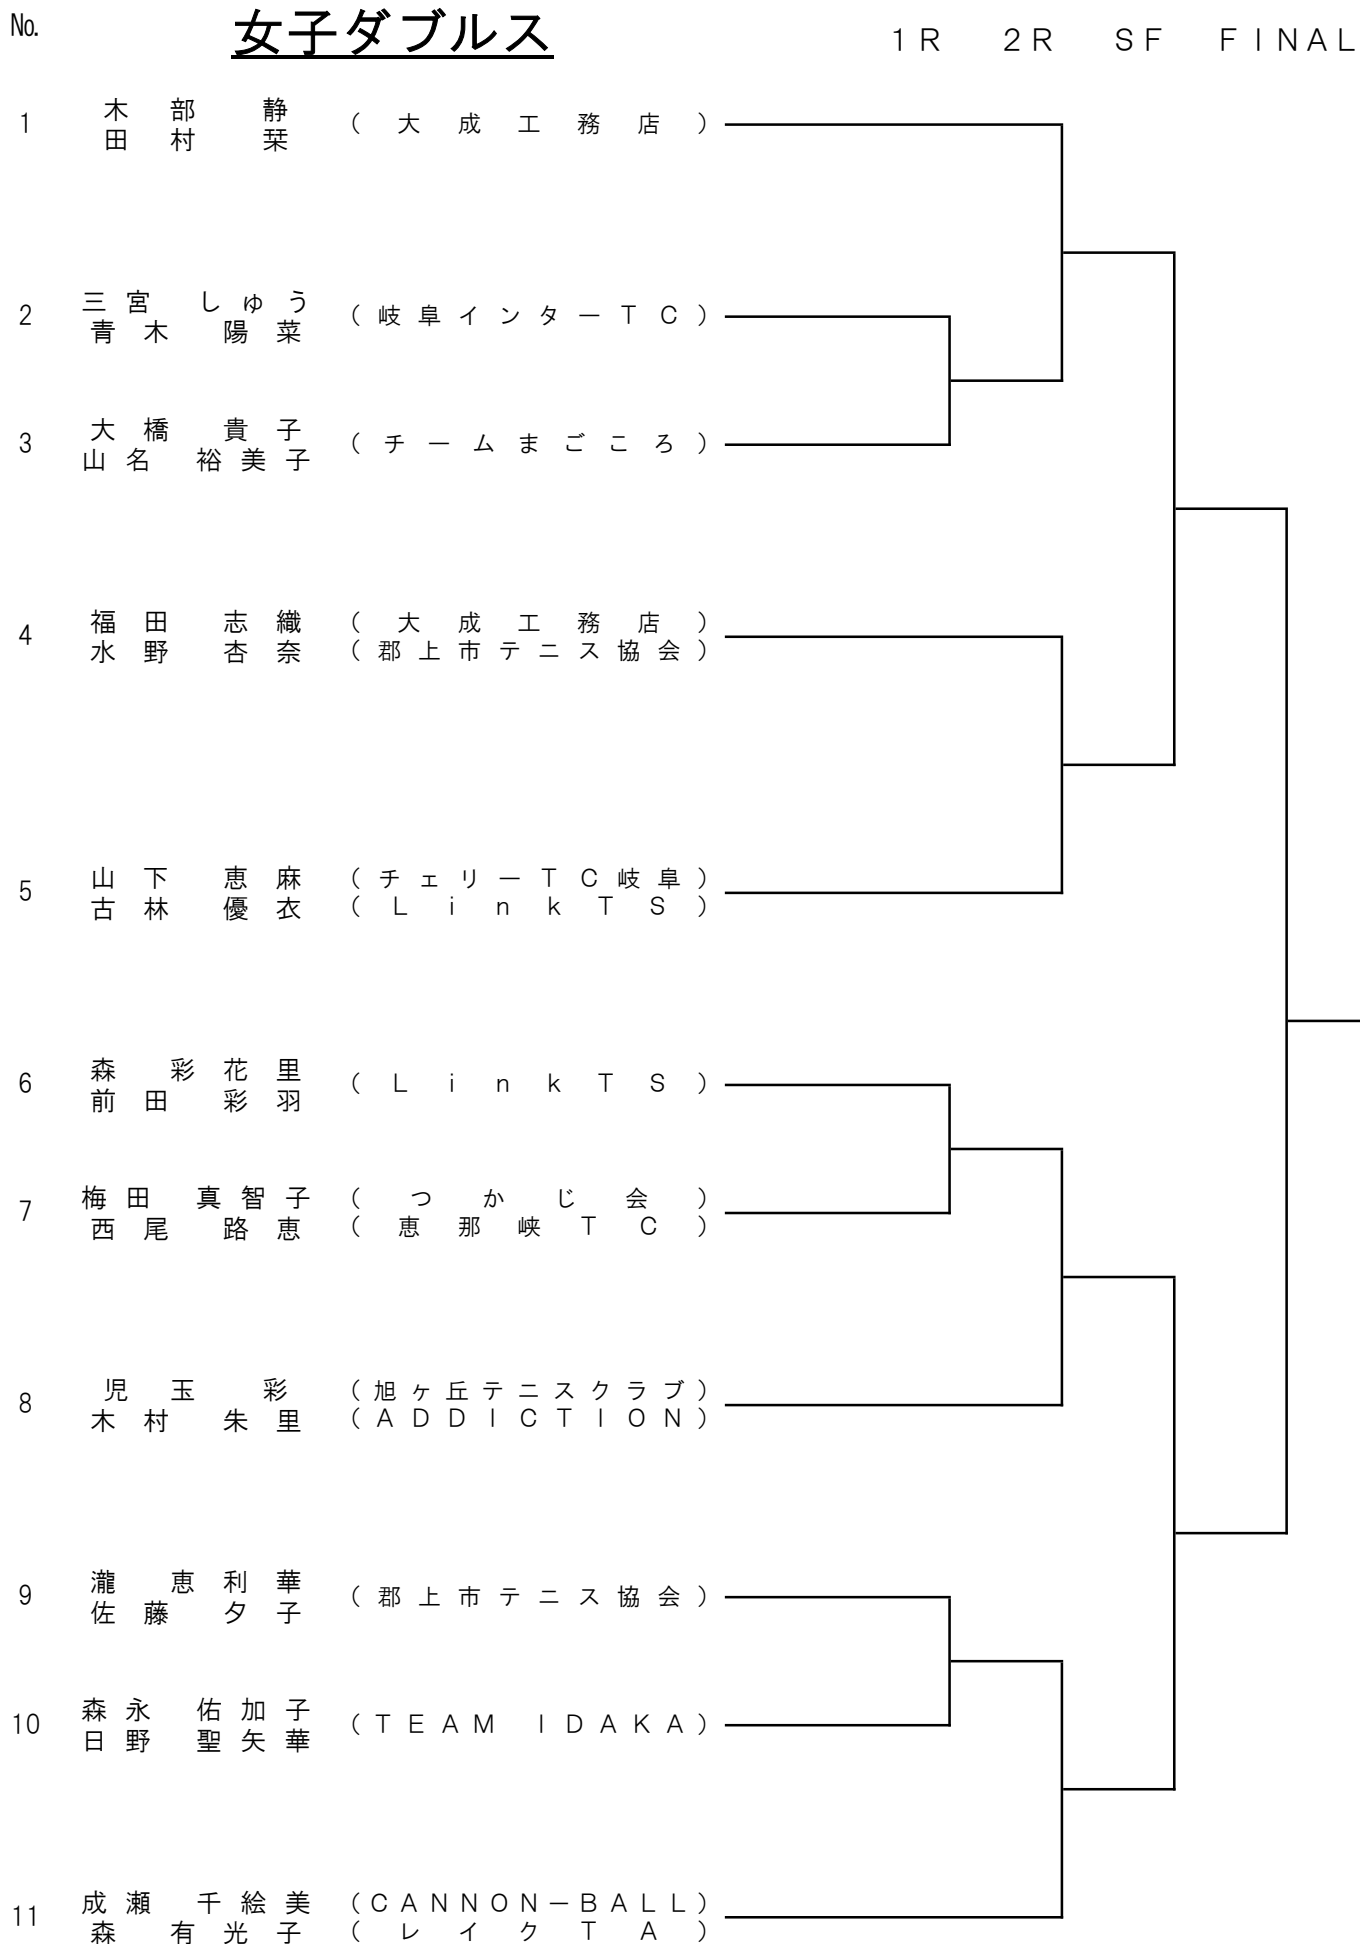 No. 女子ダブルス 1R 2R SF FINAL
1 木部 静 (大成工務店)
田村 栞
2 三宮 しゅう (岐阜インターTC)
青木 陽菜
3 大橋 貴子 (チームまごころ)
山名 裕美子
4 福田 志織 (大成工務店)
水野 杏奈 (郡上市テニス協会)
5 山下 恵麻 (チェリーTC岐阜)
古林 優衣 (LinkTS)
6 森 彩花里 (LinkTS)
前田 彩羽
7 梅田 真智子 (つかじ会)
西尾 路恵 (恵那峡TC)
8 児玉 彩 (旭ヶ丘テニスクラブ)
木村 朱里 (ADDICTION)
9 瀧 恵利華 (郡上市テニス協会)
佐藤 夕子
10 森永 佑加子 (TEAM IDAKA)
日野 聖矢華
11 成瀬 千絵美 (CANNON－BALL)
森 有光子 (レイクTA)